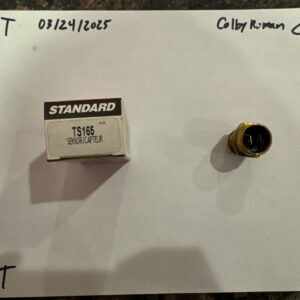 T 03/24/2025 Colby Roman
STANDARD
TS165
SENSOR/CAPTEUR
T